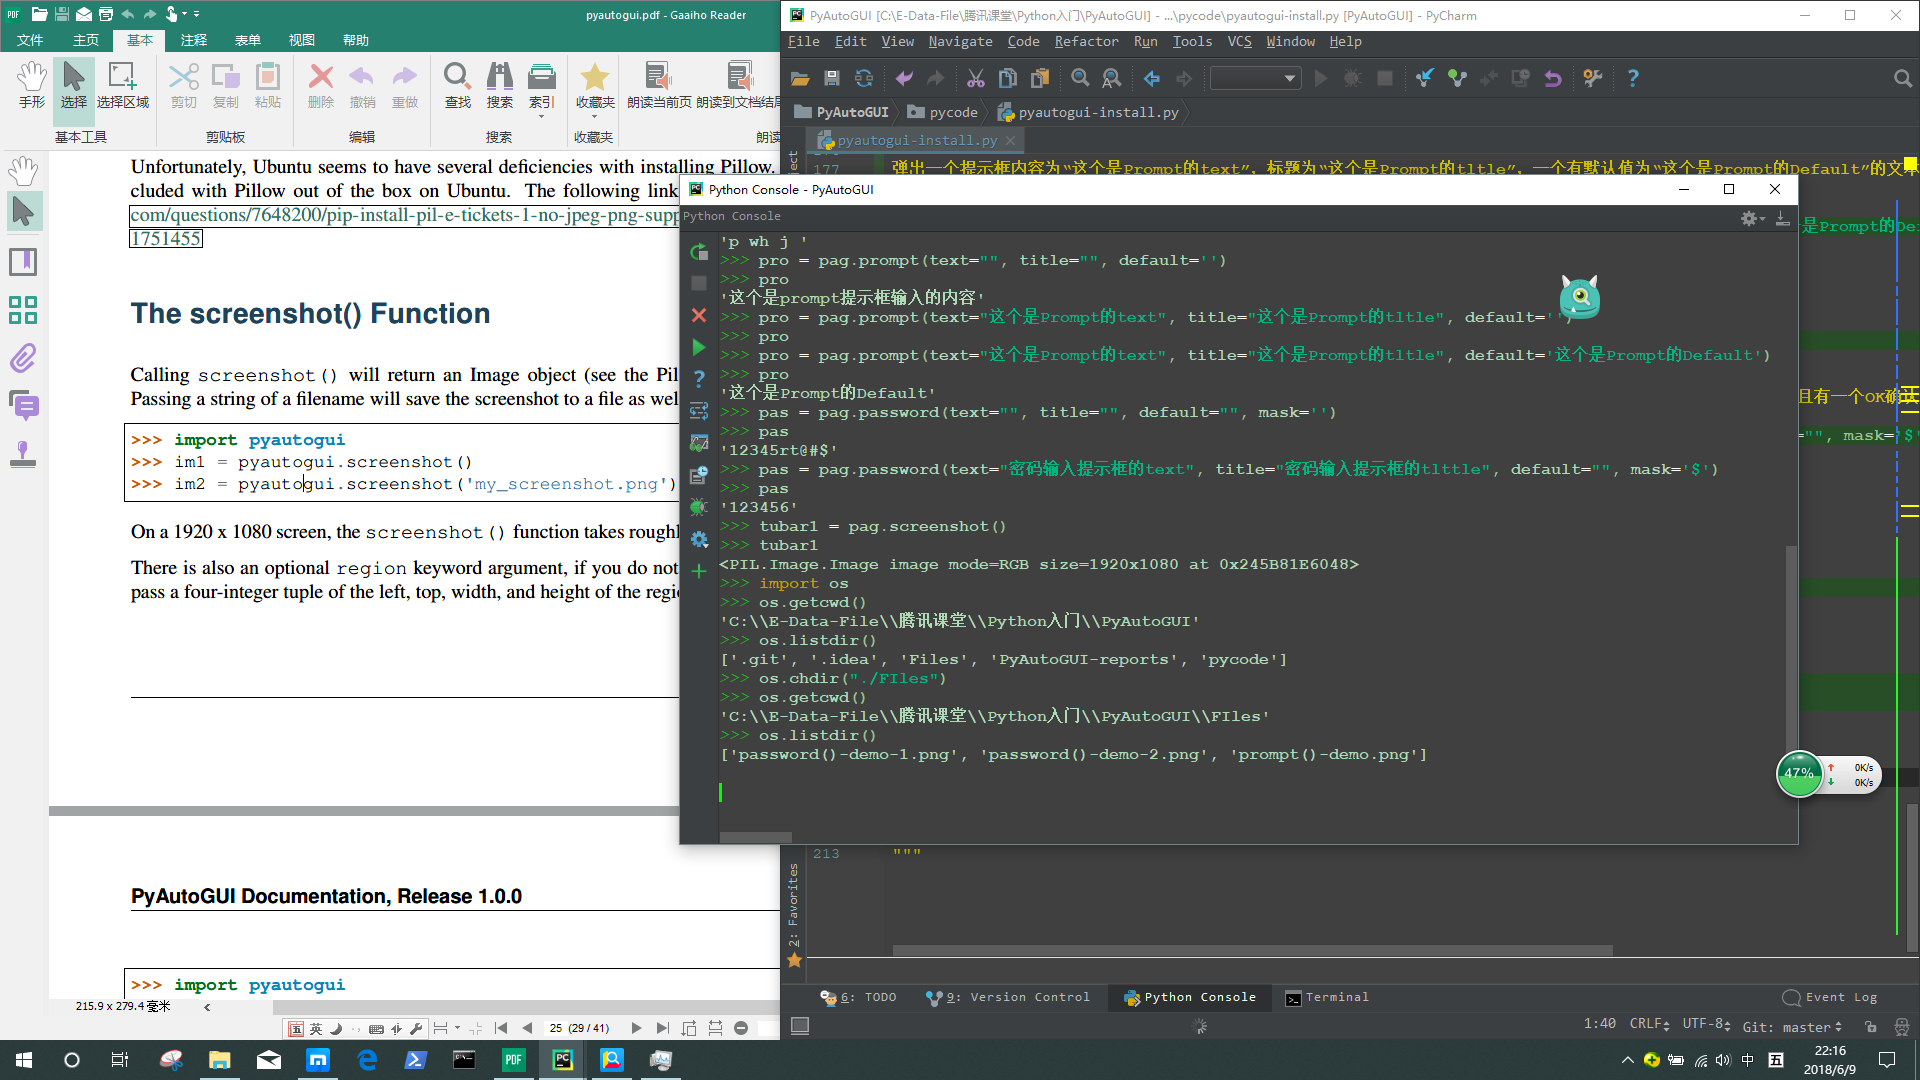 pyautogui.pdf - Gaaiho Reader
文件 主页 基本 注释 表单 视图 帮助
手形 选择 选择区域 剪切 复制 粘贴 删除 撤销 重做 查找 搜索 索引 收藏夹 朗读当前页 朗读到文档结尾
基本工具 剪贴板 编辑 搜索 收藏夹 朗读
Unfortunately, Ubuntu seems to have several deficiencies with installing Pillow.
cluded with Pillow out of the box on Ubuntu. The following link
com/questions/7648200/pip-install-pil-e-tickets-1-no-jpeg-png-supp
1751455
The screenshot() Function
Calling screenshot() will return an Image object (see the Pil
Passing a string of a filename will save the screenshot to a file as wel
>>> import pyautogui
>>> im1 = pyautogui.screenshot()
>>> im2 = pyautogui.screenshot('my_screenshot.png')
On a 1920 x 1080 screen, the screenshot() function takes roughl
There is also an optional region keyword argument, if you do not
pass a four-integer tuple of the left, top, width, and height of the regi
PyAutoGUI Documentation, Release 1.0.0
>>> import pyautogui
215.9 x 279.4 毫米
英
25 (29 / 41)
PyAutoGUI [C:\E-Data-File\腾讯课堂\Python入门\PyAutoGUI] - ...\pycode\pyautogui-install.py [PyAutoGUI] - PyCharm
File Edit View Navigate Code Refactor Run Tools VCS Window Help
PyAutoGUI pycode pyautogui-install.py
pyautogui-install.py
177 弹出一个提示框内容为“这个是Prompt的text”，标题为“这个是Prompt的tltle”，一个有默认值为“这个是Prompt的Default”的文本
Python Console - PyAutoGUI
Python Console
'p wh j '
>>> pro = pag.prompt(text="", title="", default='')
>>> pro
'这个是prompt提示框输入的内容'
>>> pro = pag.prompt(text="这个是Prompt的text", title="这个是Prompt的tltle", default='')
>>> pro
>>> pro = pag.prompt(text="这个是Prompt的text", title="这个是Prompt的tltle", default='这个是Prompt的Default')
>>> pro
'这个是Prompt的Default'
>>> pas = pag.password(text="", title="", default="", mask='')
>>> pas
'12345rt@#$'
>>> pas = pag.password(text="密码输入提示框的text", title="密码输入提示框的tlttle", default="", mask='$')
>>> pas
'123456'
>>> tubar1 = pag.screenshot()
>>> tubar1
<PIL.Image.Image image mode=RGB size=1920x1080 at 0x245B81E6048>
>>> import os
>>> os.getcwd()
'C:\\E-Data-File\\腾讯课堂\\Python入门\\PyAutoGUI'
>>> os.listdir()
['.git', '.idea', 'Files', 'PyAutoGUI-reports', 'pycode']
>>> os.chdir("./FIles")
>>> os.getcwd()
'C:\\E-Data-File\\腾讯课堂\\Python入门\\PyAutoGUI\\FIles'
>>> os.listdir()
['password()-demo-1.png', 'password()-demo-2.png', 'prompt()-demo.png']
是Prompt的De
且有一个OK确认
="", mask='$'
47% 0K/s
0K/s
213 """
2: Favorites
6: TODO 9: Version Control Python Console Terminal Event Log
1:40 CRLF UTF-8 Git: master
中 五 22:16
2018/6/9